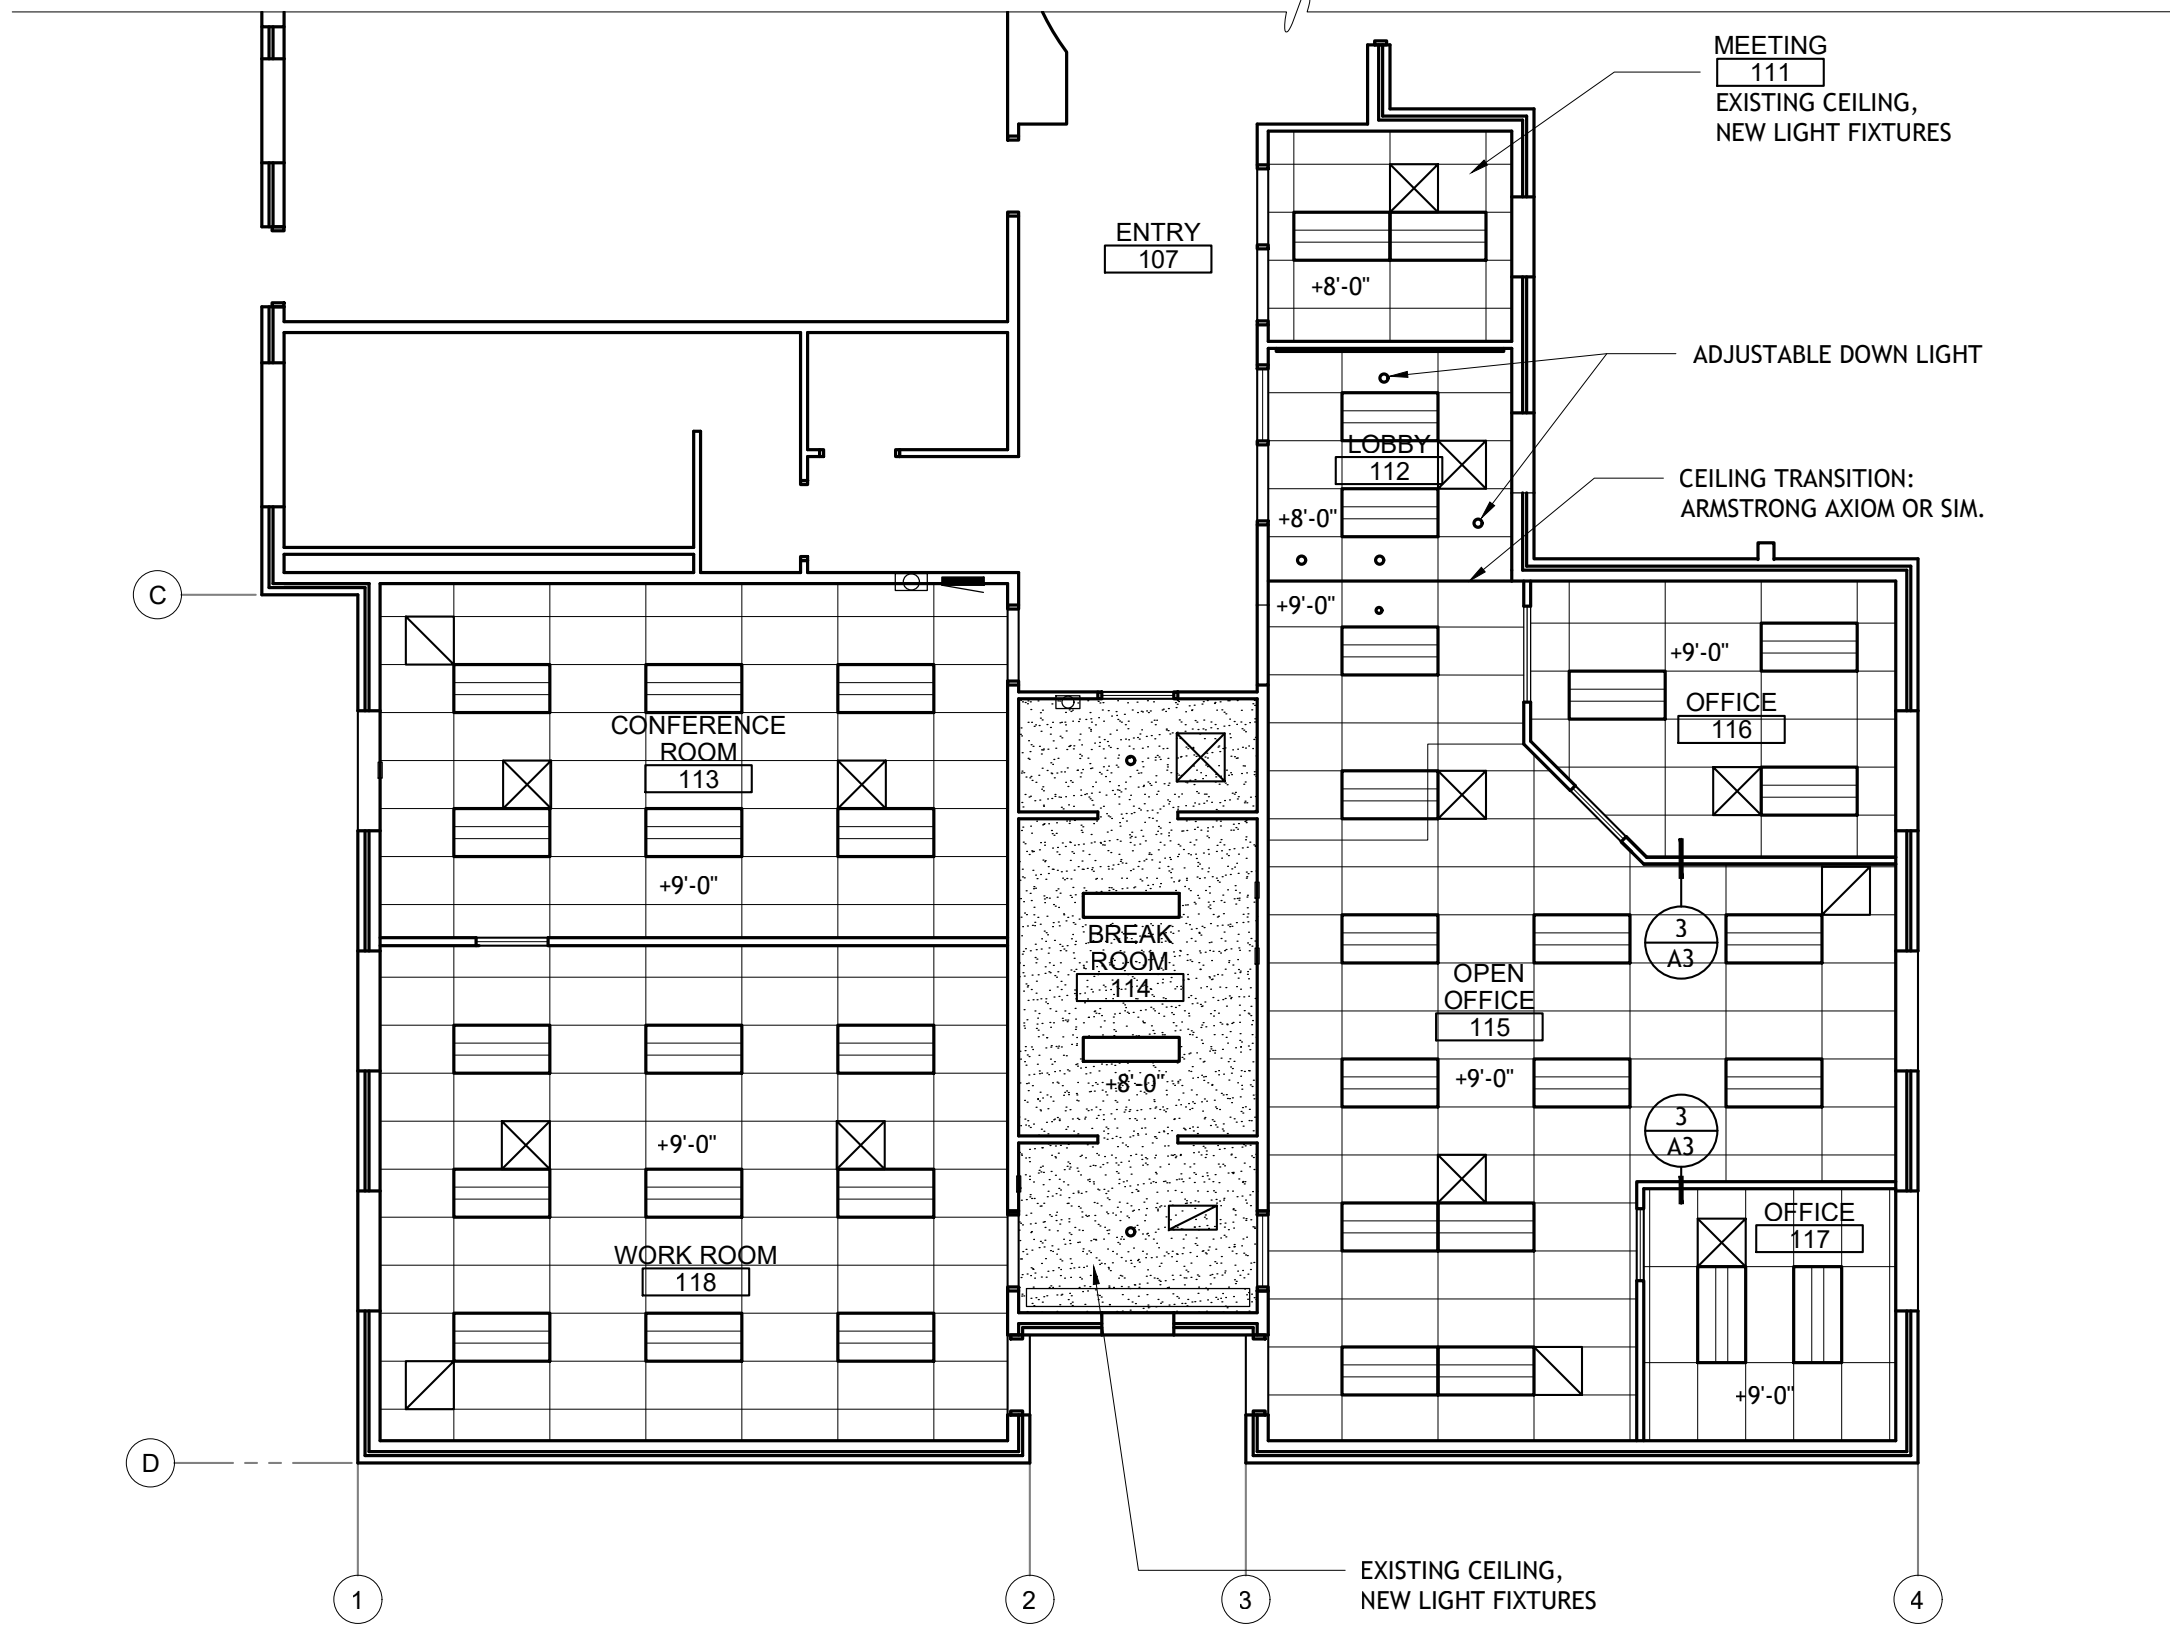 MEETING
111
EXISTING CEILING,
NEW LIGHT FIXTURES
ENTRY
107
+8'-0"
ADJUSTABLE DOWN LIGHT
LOBBY
112
CEILING TRANSITION:
ARMSTRONG AXIOM OR SIM.
+8'-0"
C
+9'-0"
+9'-0"
OFFICE
116
CONFERENCE
ROOM
113
+9'-0"
BREAK
ROOM
114
+8'-0"
3
A3
OPEN
OFFICE
115
+9'-0"
3
A3
+9'-0"
WORK ROOM
118
OFFICE
117
+9'-0"
D
EXISTING CEILING,
NEW LIGHT FIXTURES
1
2
3
4